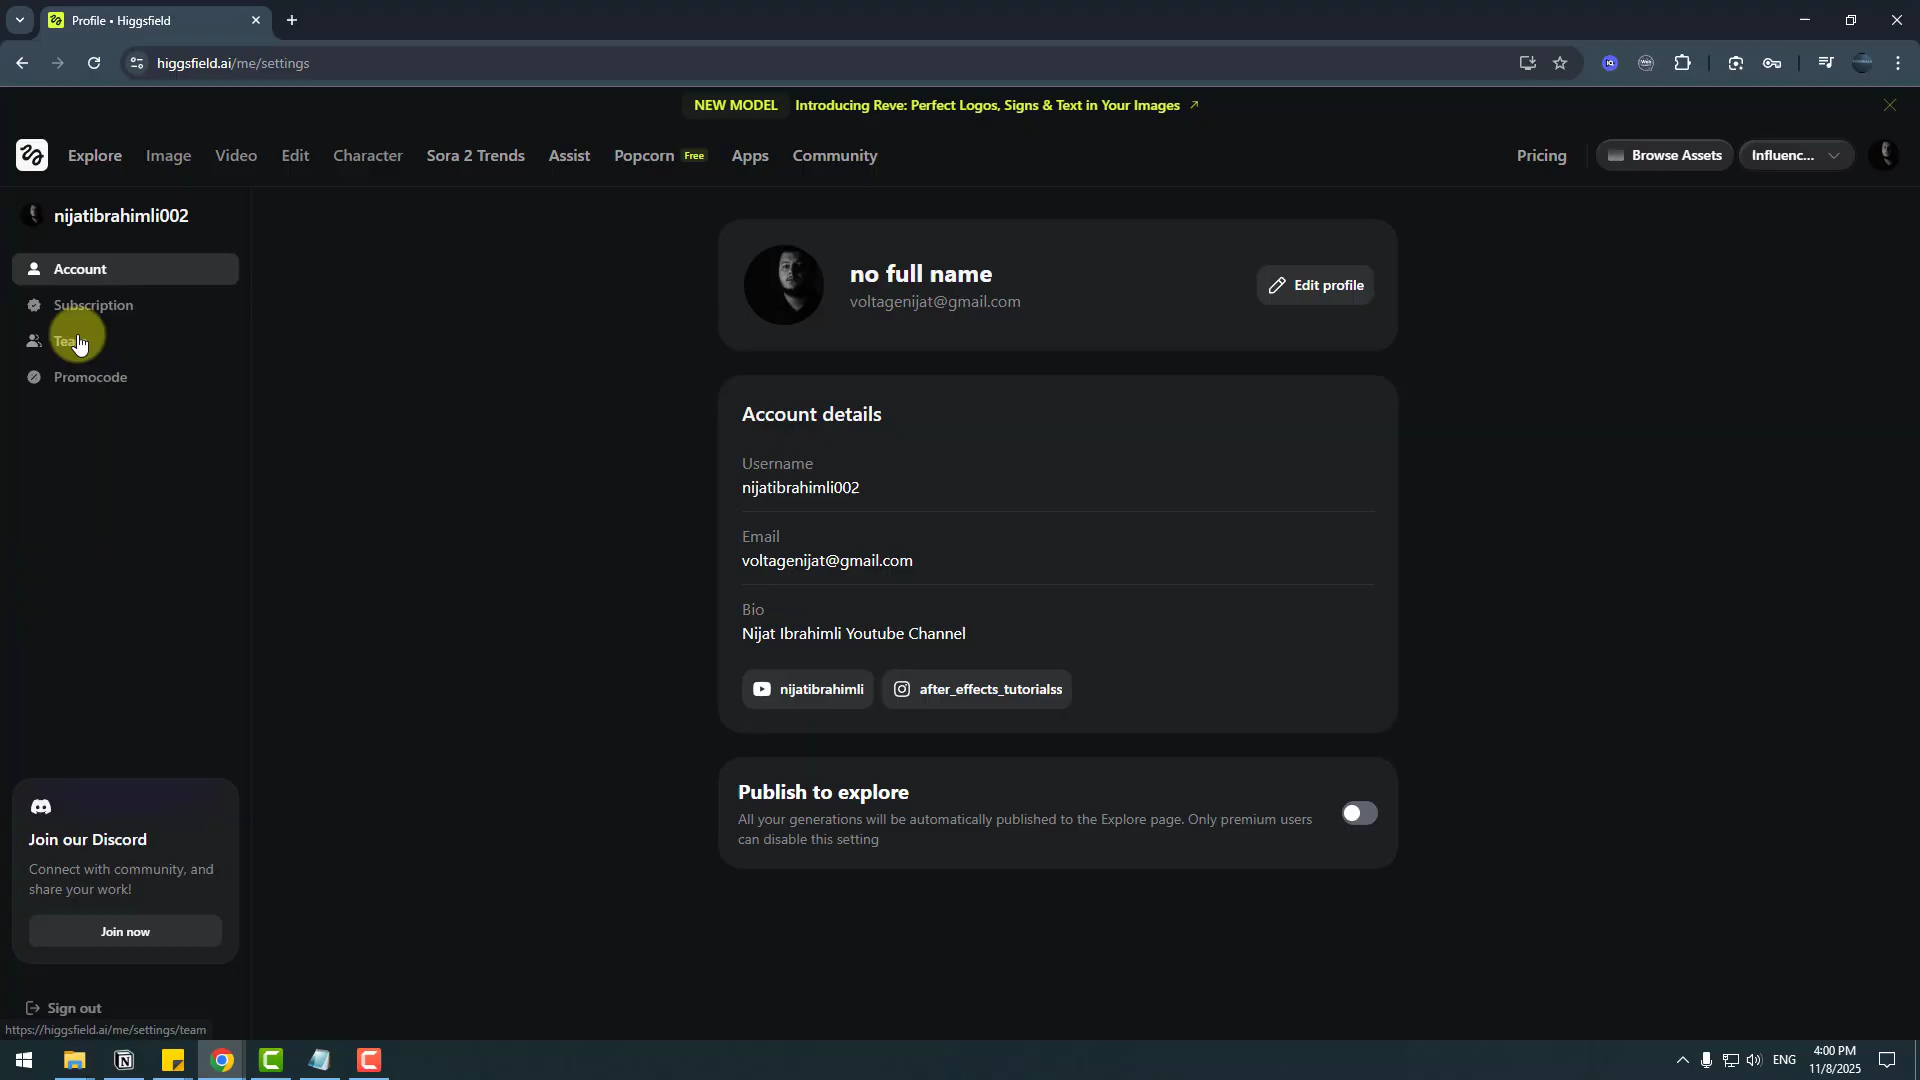 Profile • Higgsfield
higgsfield.ai/me/settings
NEW MODEL Introducing Reve: Perfect Logos, Signs & Text in Your Images
Explore Image Video Edit Character Sora 2 Trends Assist Popcorn Free Apps Community Pricing Browse Assets Influenc...
nijatibrahimli002
Account
Subscription
Promocode
no full name
voltagenijat@gmail.com
Edit profile
Account details
Username
nijatibrahimli002
Email
voltagenijat@gmail.com
Bio
Nijat Ibrahimli Youtube Channel
nijatibrahimli after_effects_tutorialss
Publish to explore
All your generations will be automatically published to the Explore page. Only premium users
can disable this setting
Join our Discord
Connect with community, and
share your work!
Join now
Sign out
https://higgsfield.ai/me/settings/team
ENG
4:00 PM
11/8/2025